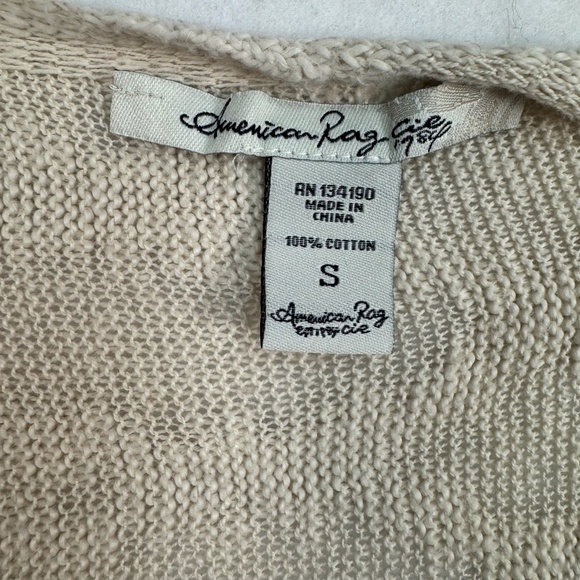 American Rag Cie
1984
RN 134190
MADE IN
CHINA
100% COTTON
S
American Rag
cie